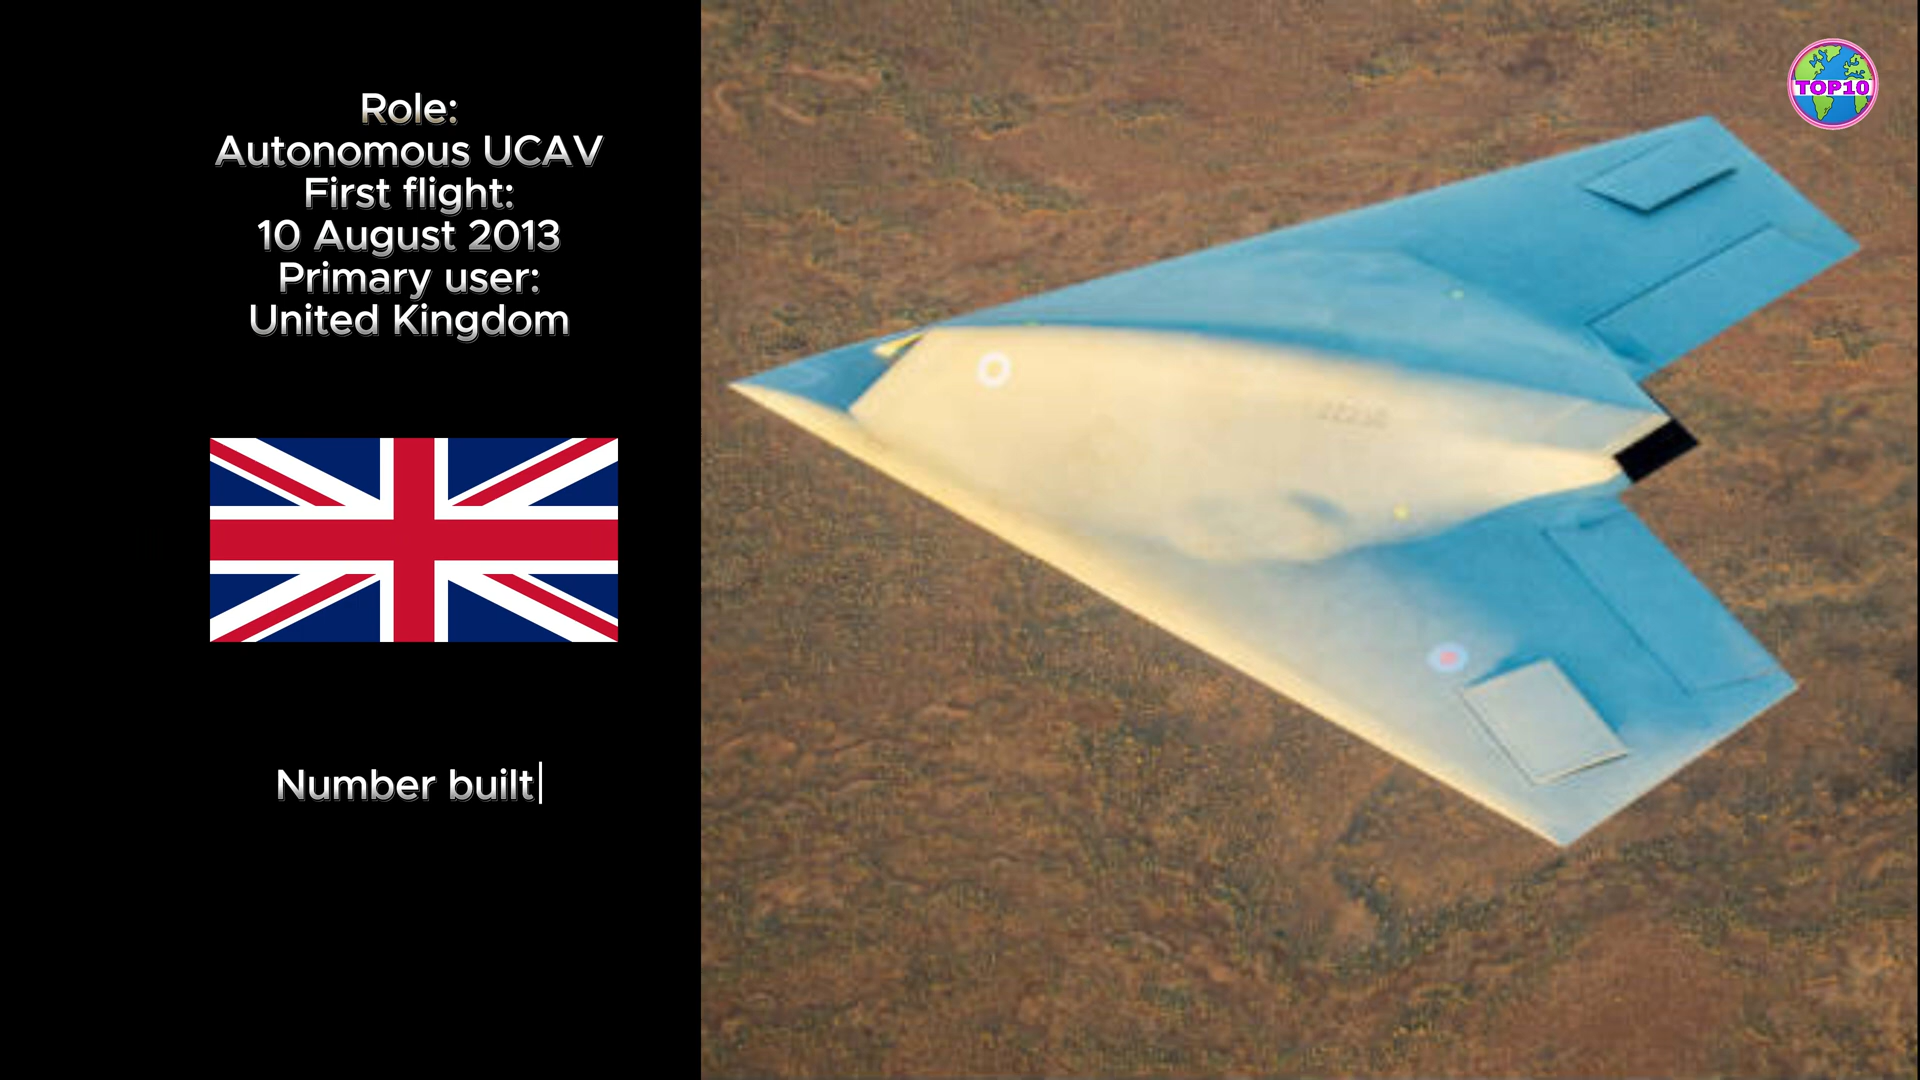 Role:
Autonomous UCAV
First flight:
10 August 2013
Primary user:
United Kingdom
Number built
TOP10